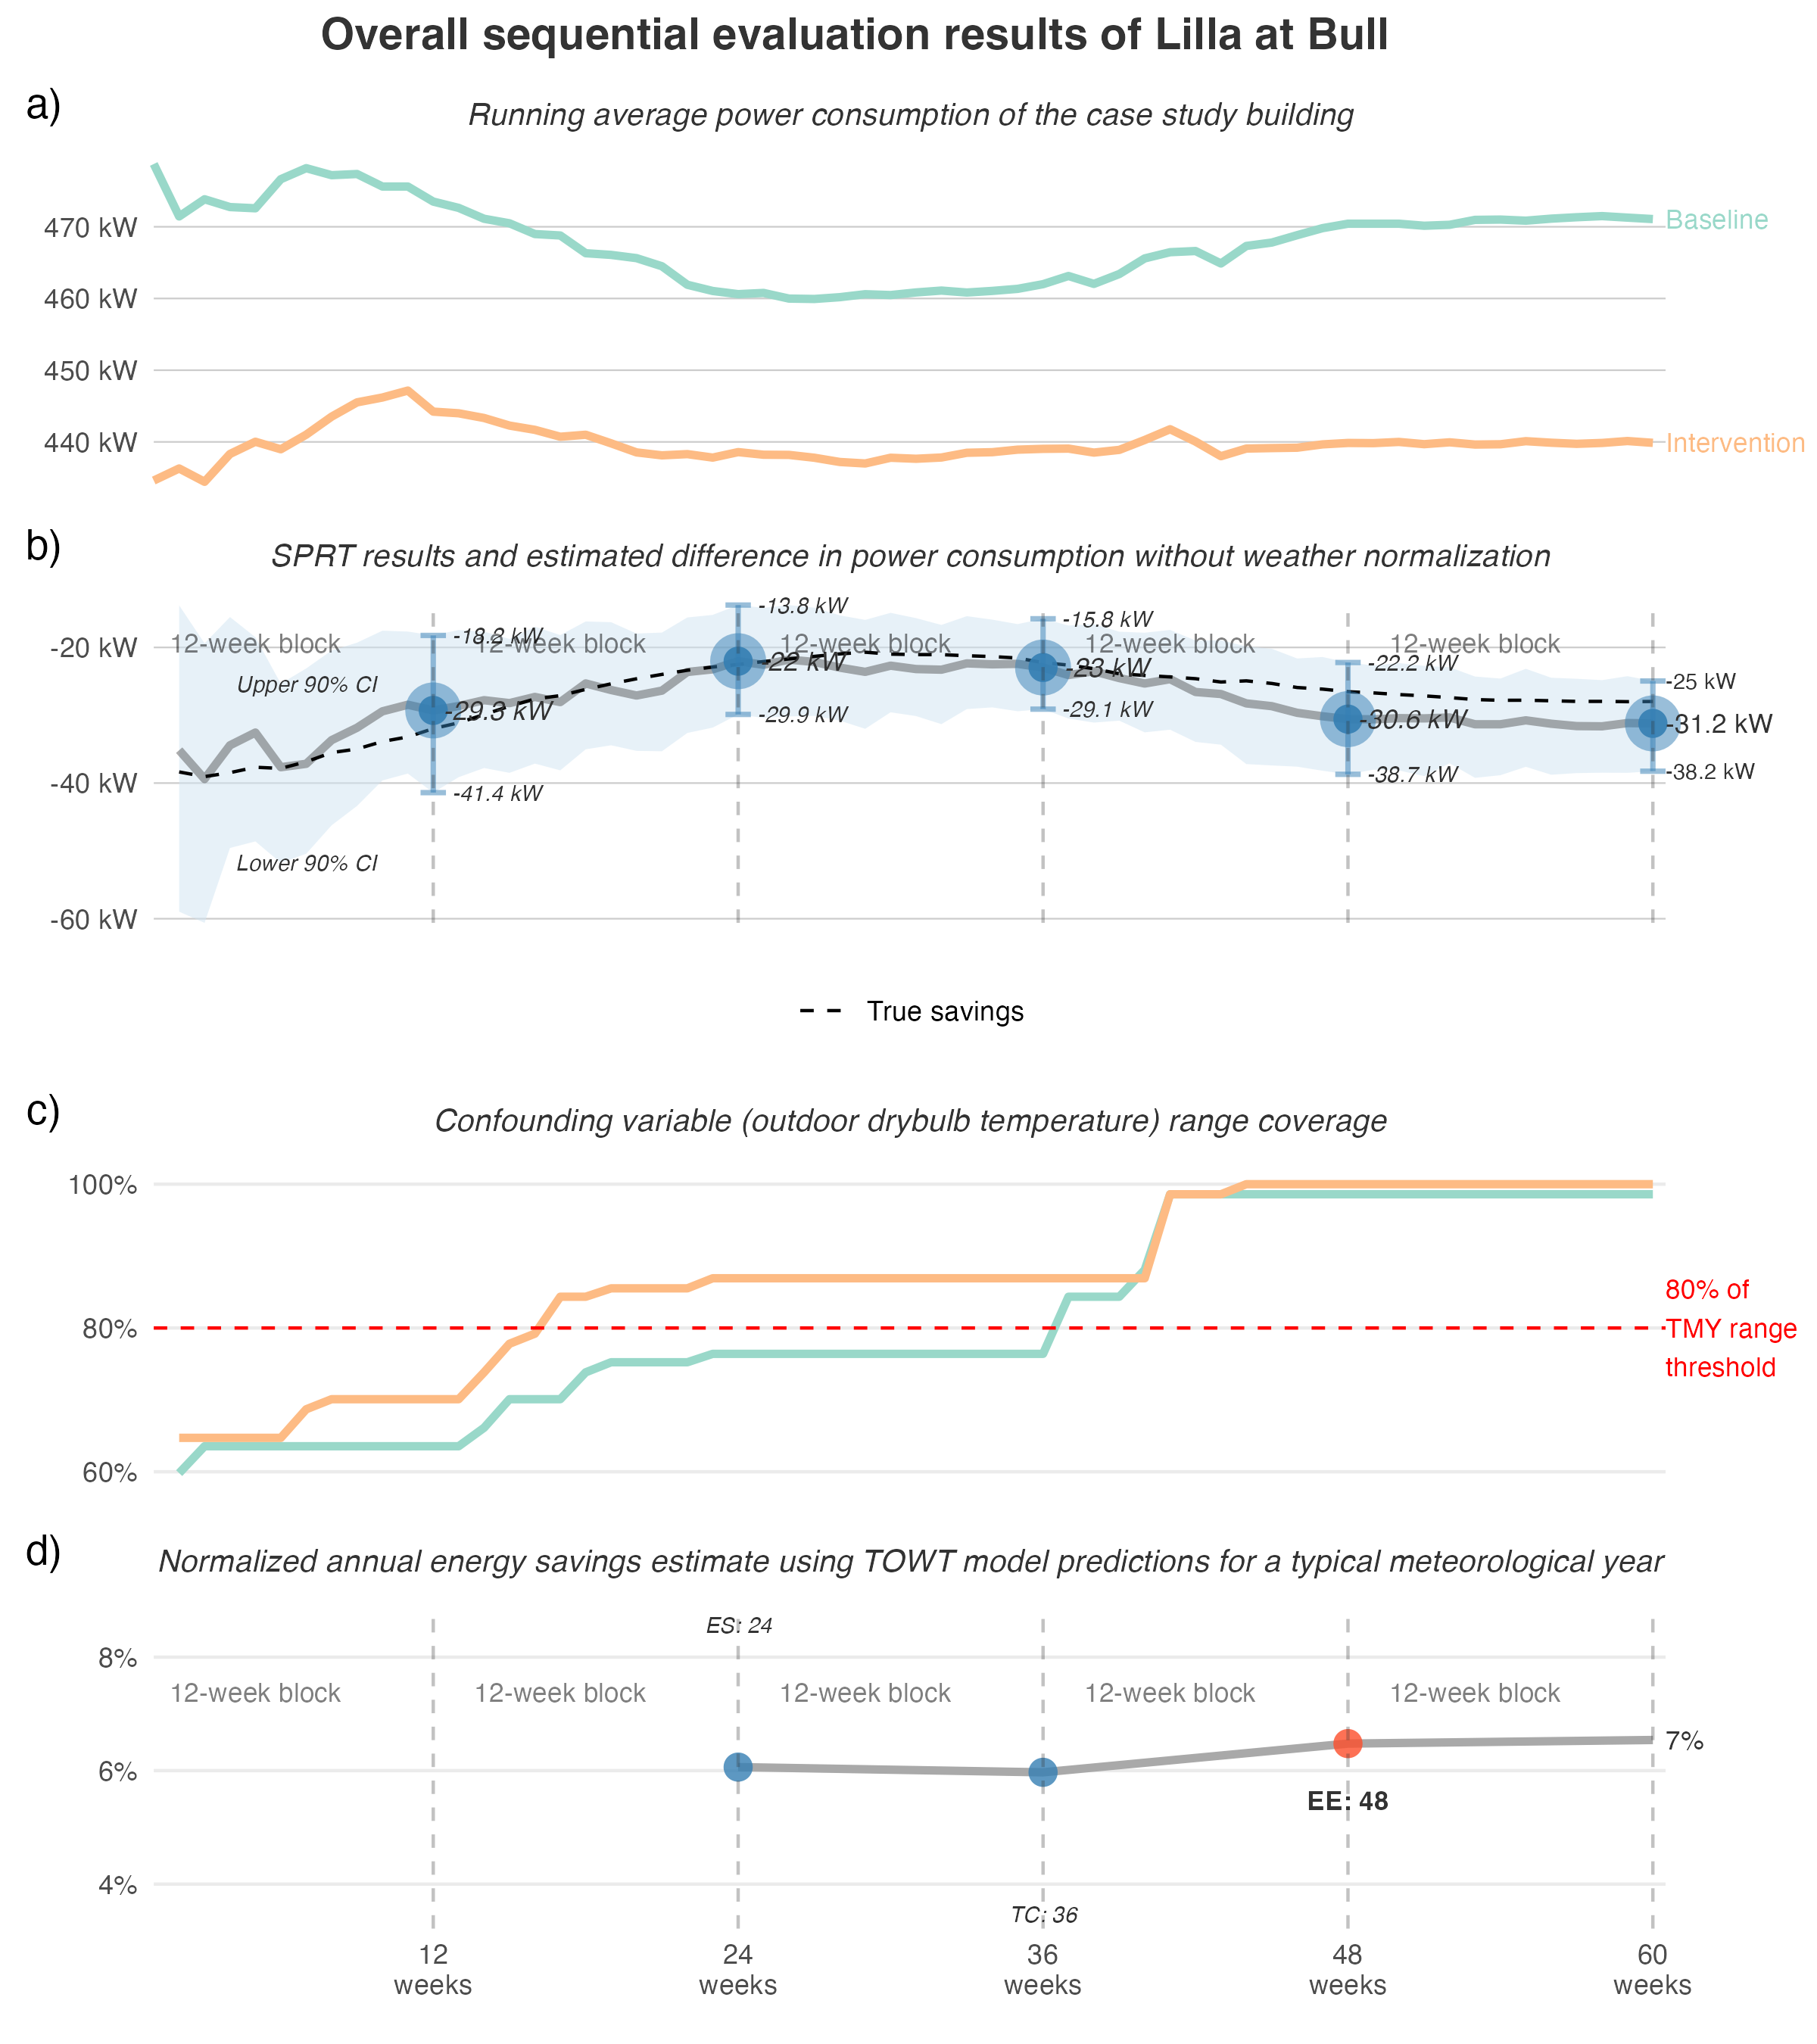 Overall sequential evaluation results of Lilla at Bull
a)
Running average power consumption of the case study building
470 kW
460 kW
450 kW
440 kW
Baseline
Intervention
b)
SPRT results and estimated difference in power consumption without weather normalization
-20 kW
-40 kW
-60 kW
12-week block
12-week block
12-week block
12-week block
12-week block
Upper 90% CI
Lower 90% CI
-18.2 kW
-29.3 kW
-41.4 kW
-13.8 kW
-22 kW
-29.9 kW
-15.8 kW
-23 kW
-29.1 kW
-22.2 kW
-30.6 kW
-38.7 kW
-25 kW
-31.2 kW
-38.2 kW
True savings
c)
Confounding variable (outdoor drybulb temperature) range coverage
100%
80%
60%
80% of
TMY range
threshold
d)
Normalized annual energy savings estimate using TOWT model predictions for a typical meteorological year
ES: 24
8%
6%
4%
12-week block
12-week block
12-week block
12-week block
12-week block
7%
EE: 48
TC: 36
12
weeks
24
weeks
36
weeks
48
weeks
60
weeks